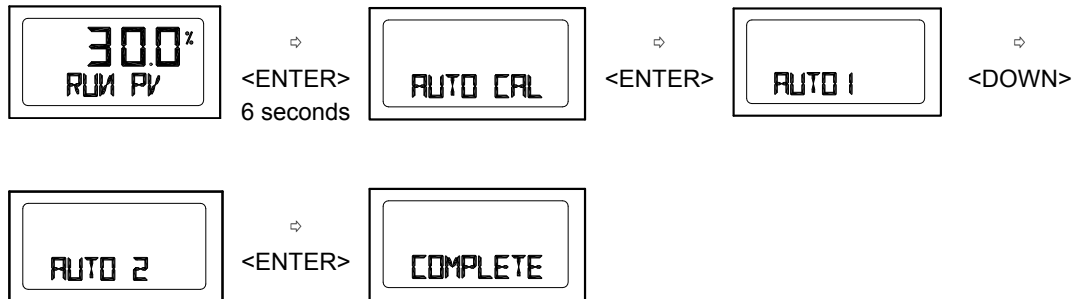 30.0%
RUN PV
⇨
<ENTER>
6 seconds
AUTO CAL
⇨
<ENTER>
AUTO 1
⇨
<DOWN>
AUTO 2
⇨
<ENTER>
COMPLETE